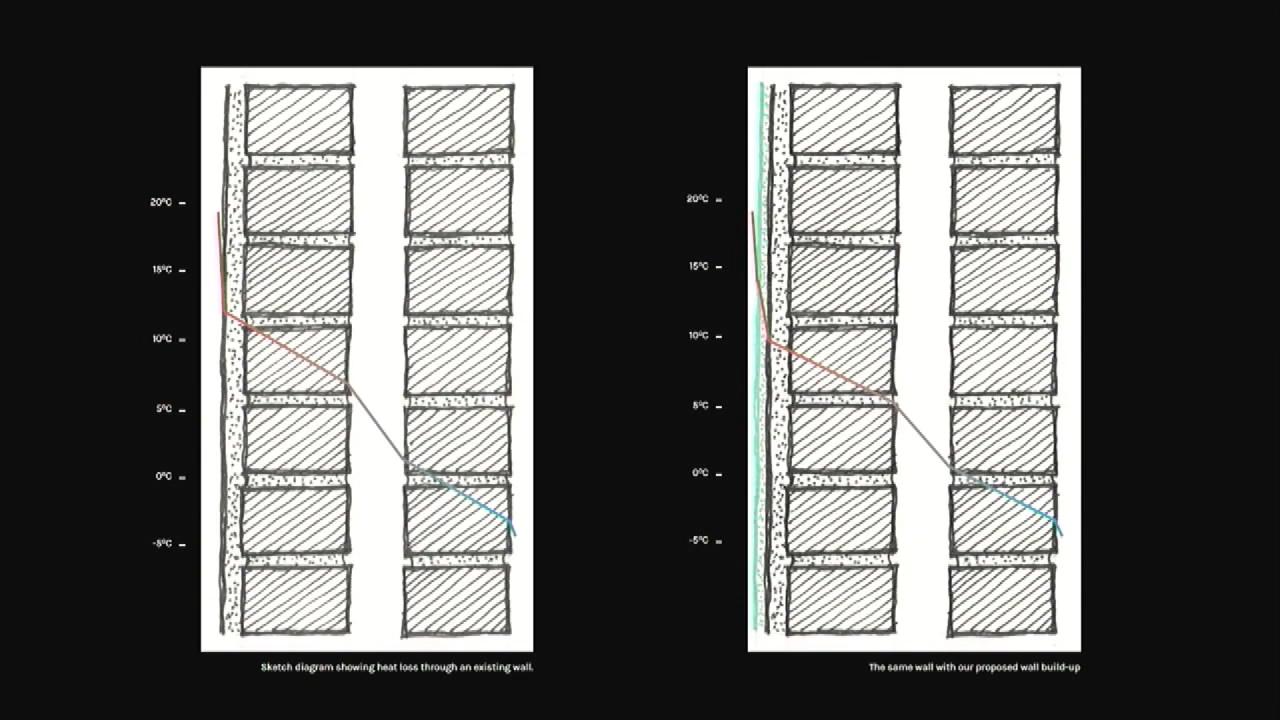 20ºC
15ºC
10ºC
5ºC
0ºC
-5ºC
Sketch diagram showing heat loss through an existing wall.
20ºC
15ºC
10ºC
5ºC
0ºC
-5ºC
The same wall with our proposed wall build-up